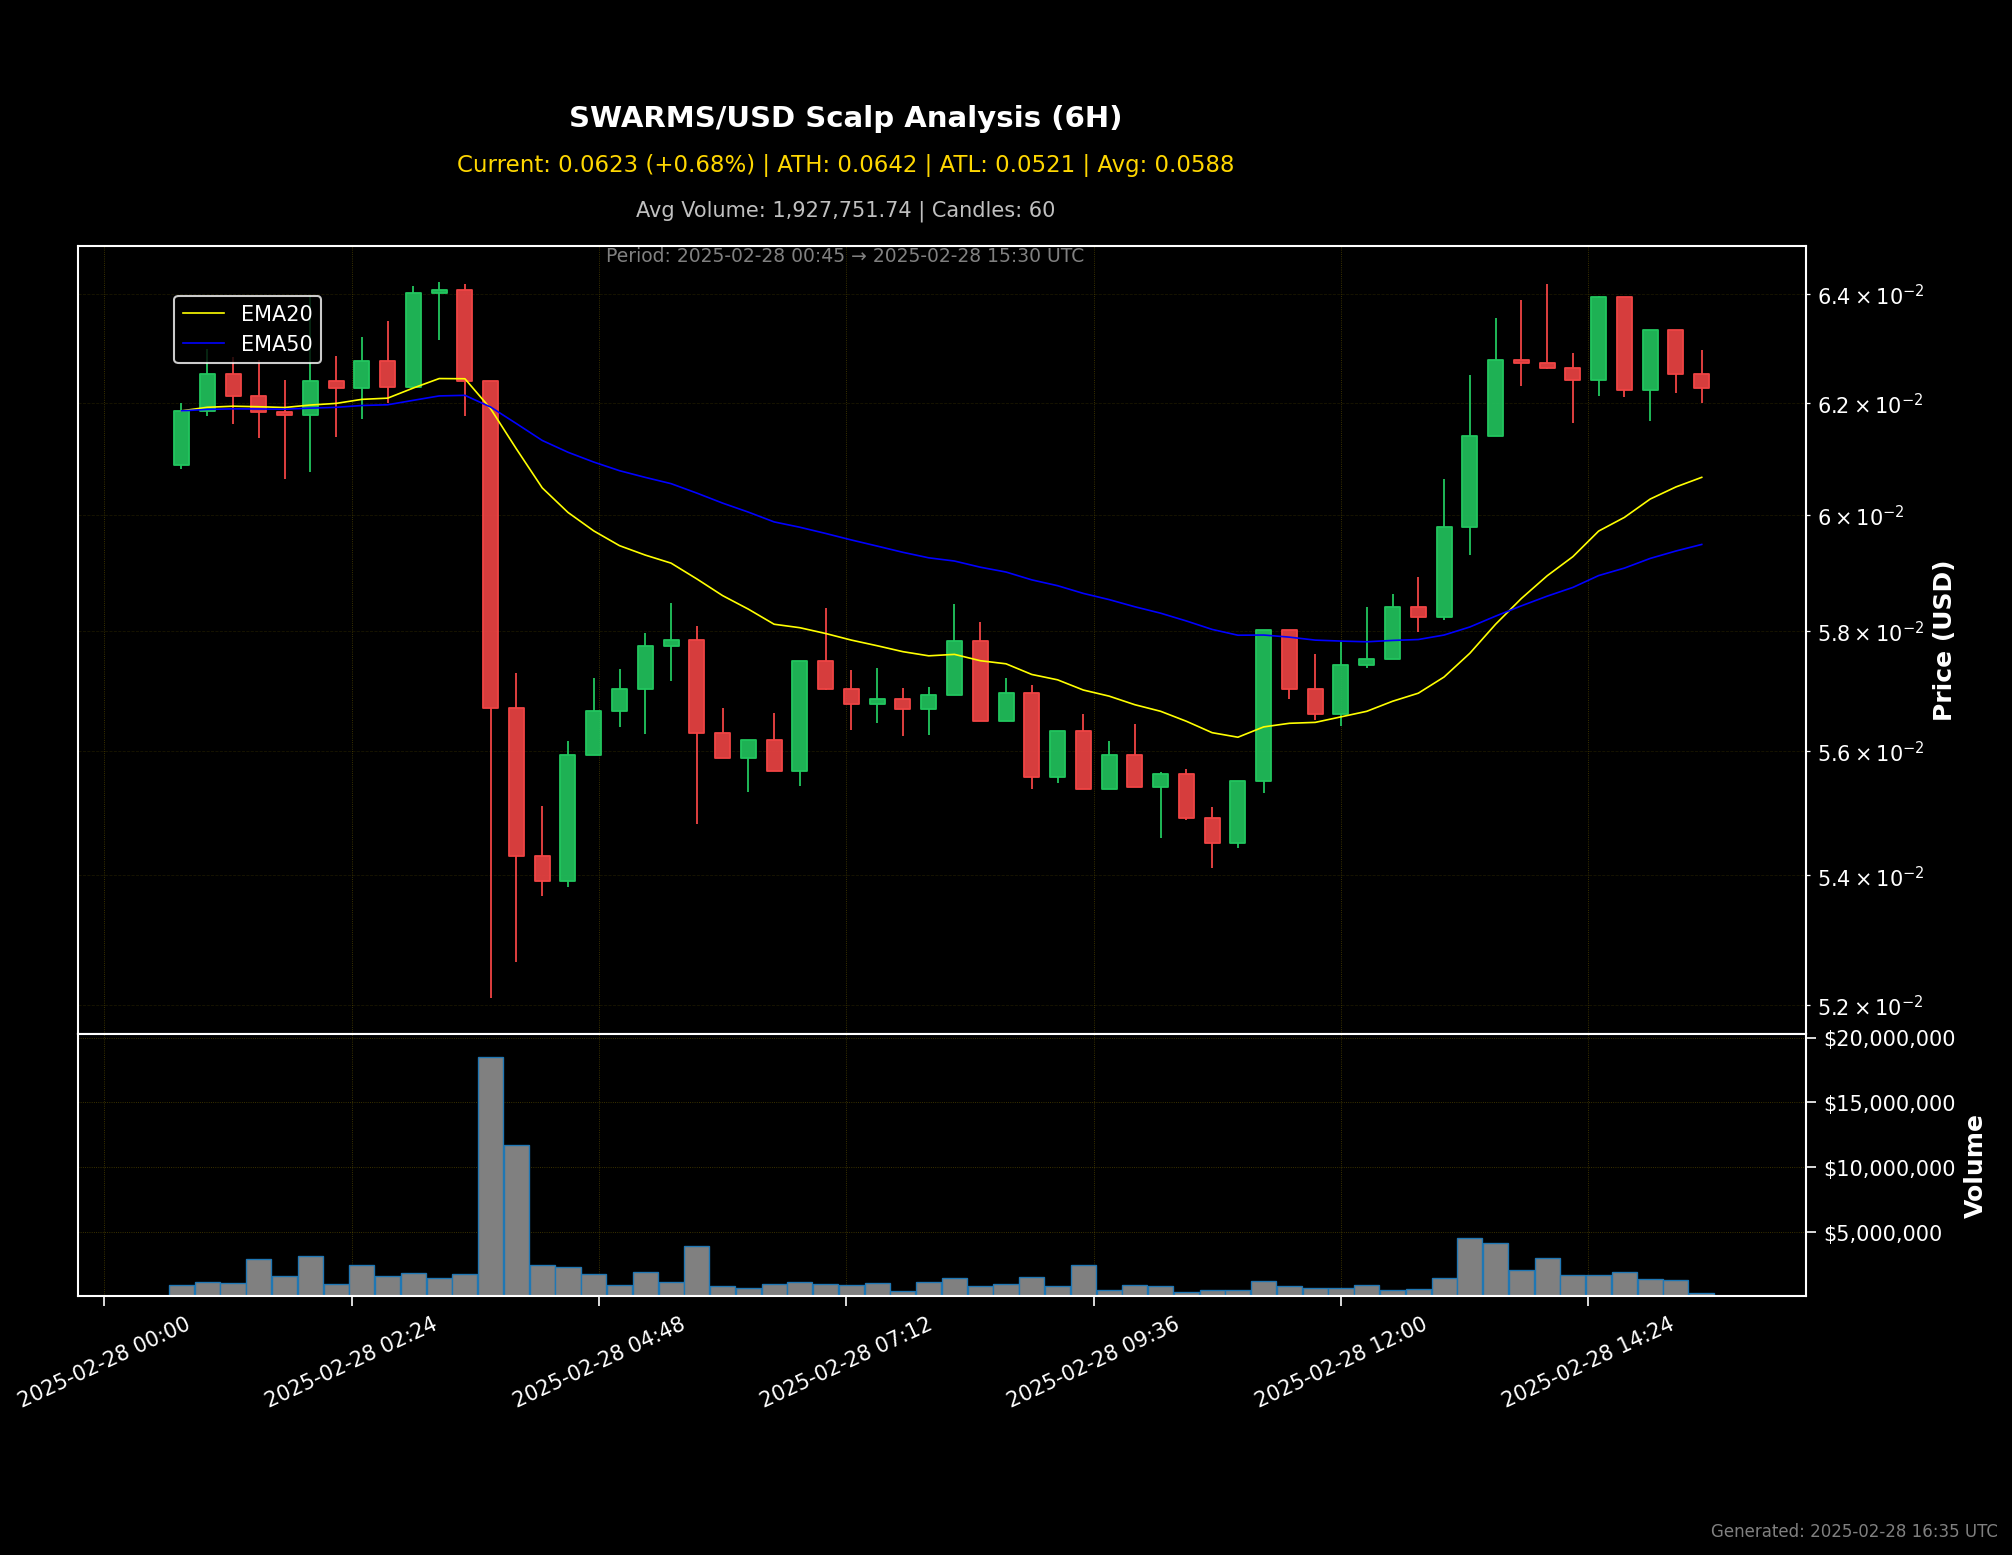 SWARMS/USD Scalp Analysis (6H)
Current: 0.0623 (+0.68%) | ATH: 0.0642 | ATL: 0.0521 | Avg: 0.0588
Avg Volume: 1,927,751.74 | Candles: 60
Period: 2025-02-28 00:45 → 2025-02-28 15:30 UTC
EMA20
EMA50
6.4 × 10⁻²
6.2 × 10⁻²
6 × 10⁻²
5.8 × 10⁻²
5.6 × 10⁻²
5.4 × 10⁻²
5.2 × 10⁻²
Price (USD)
$20,000,000
$15,000,000
$10,000,000
$5,000,000
Volume
2025-02-28 00:00
2025-02-28 02:24
2025-02-28 04:48
2025-02-28 07:12
2025-02-28 09:36
2025-02-28 12:00
2025-02-28 14:24
Generated: 2025-02-28 16:35 UTC